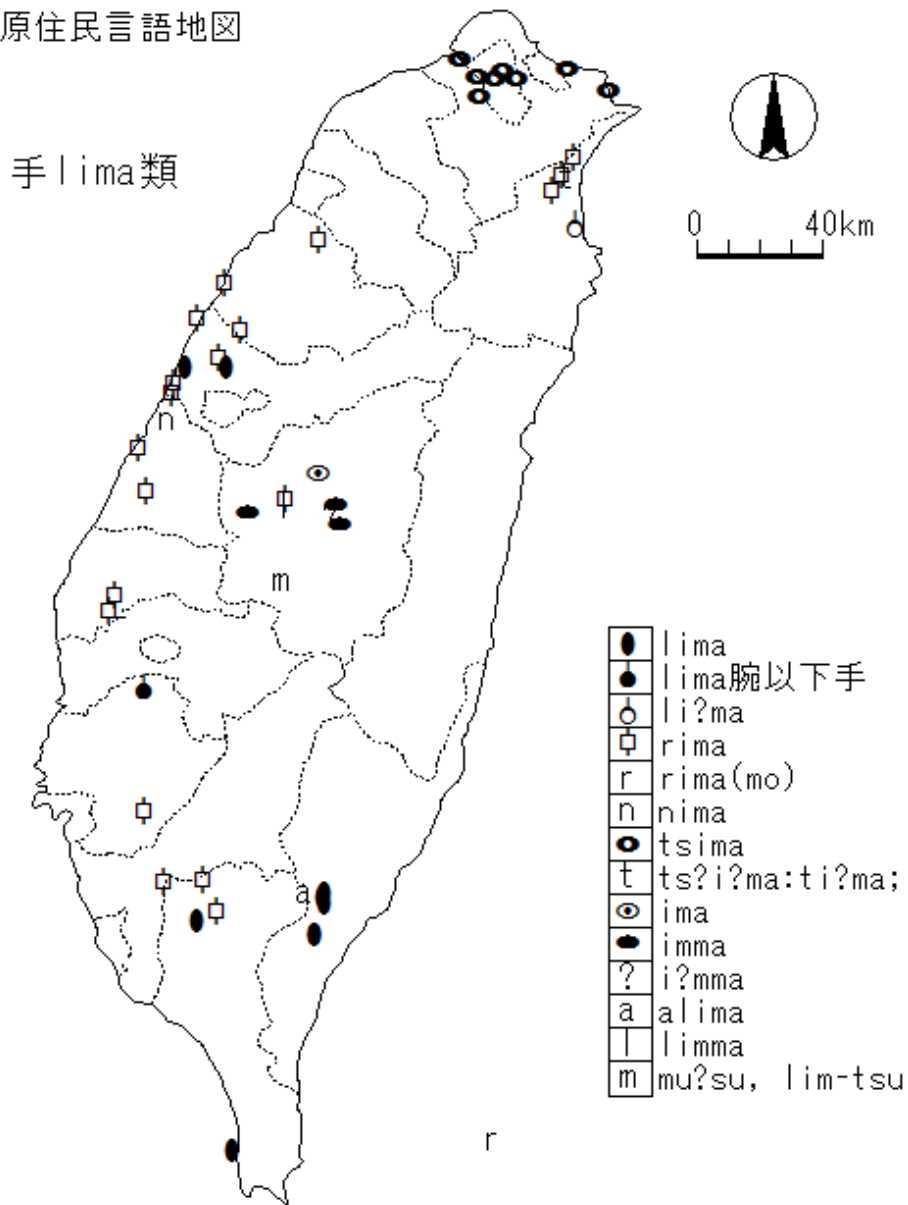 原住民言語地図
手lima類
0 40km
n
m
a
r
lima
lima腕以下手
li?ma
rima
r rima(mo)
n nima
tsima
t ts?i?ma:ti?ma;
ima
imma
? i?mma
a alima
| limma
m mu?su, lim-tsu